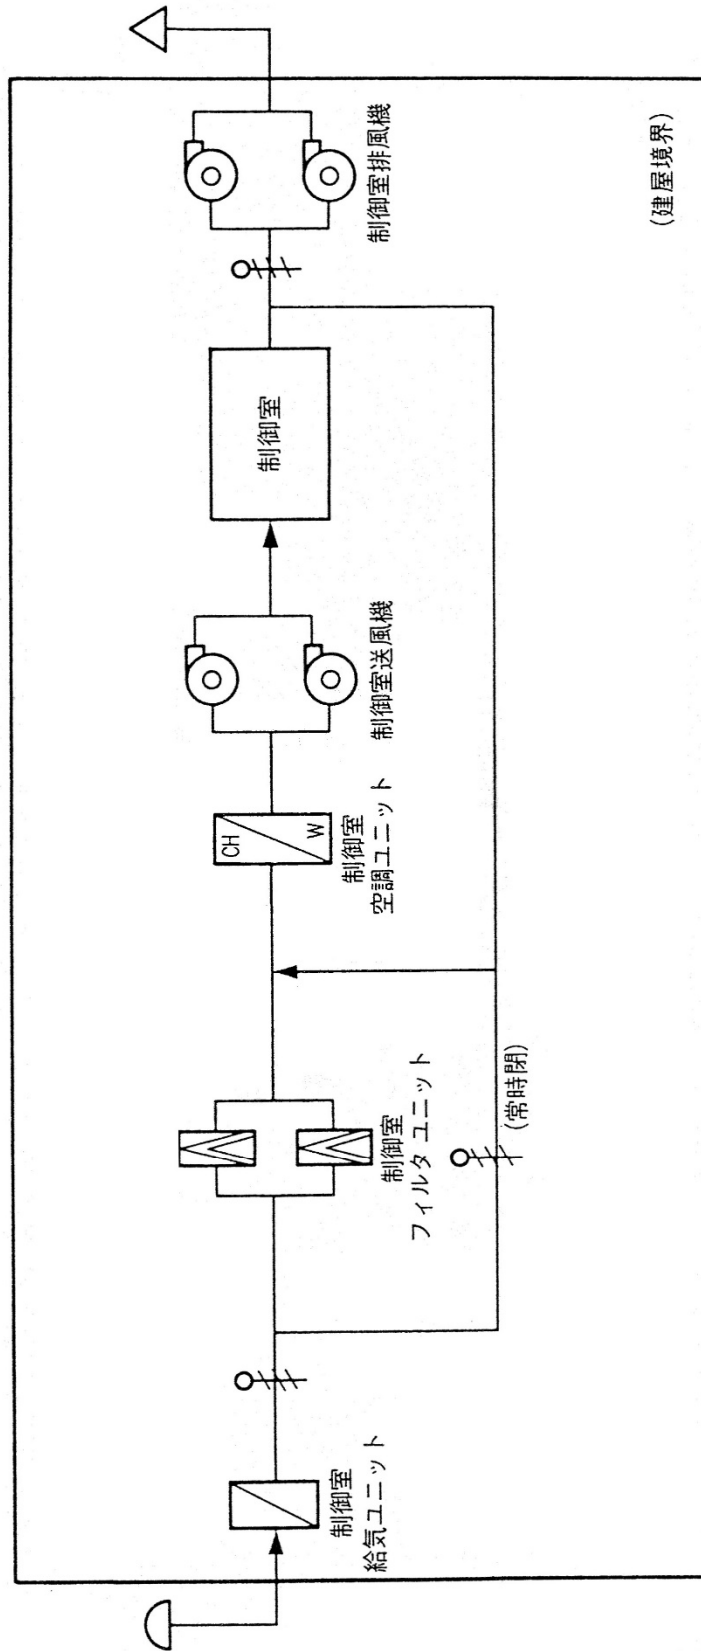 制御室
給気ユニット
制御室
フィルタ ユニット
(常時閉)
制御室
空調ユニット
CH
W
制御室送風機
制御室
制御室排風機
(建屋境界)